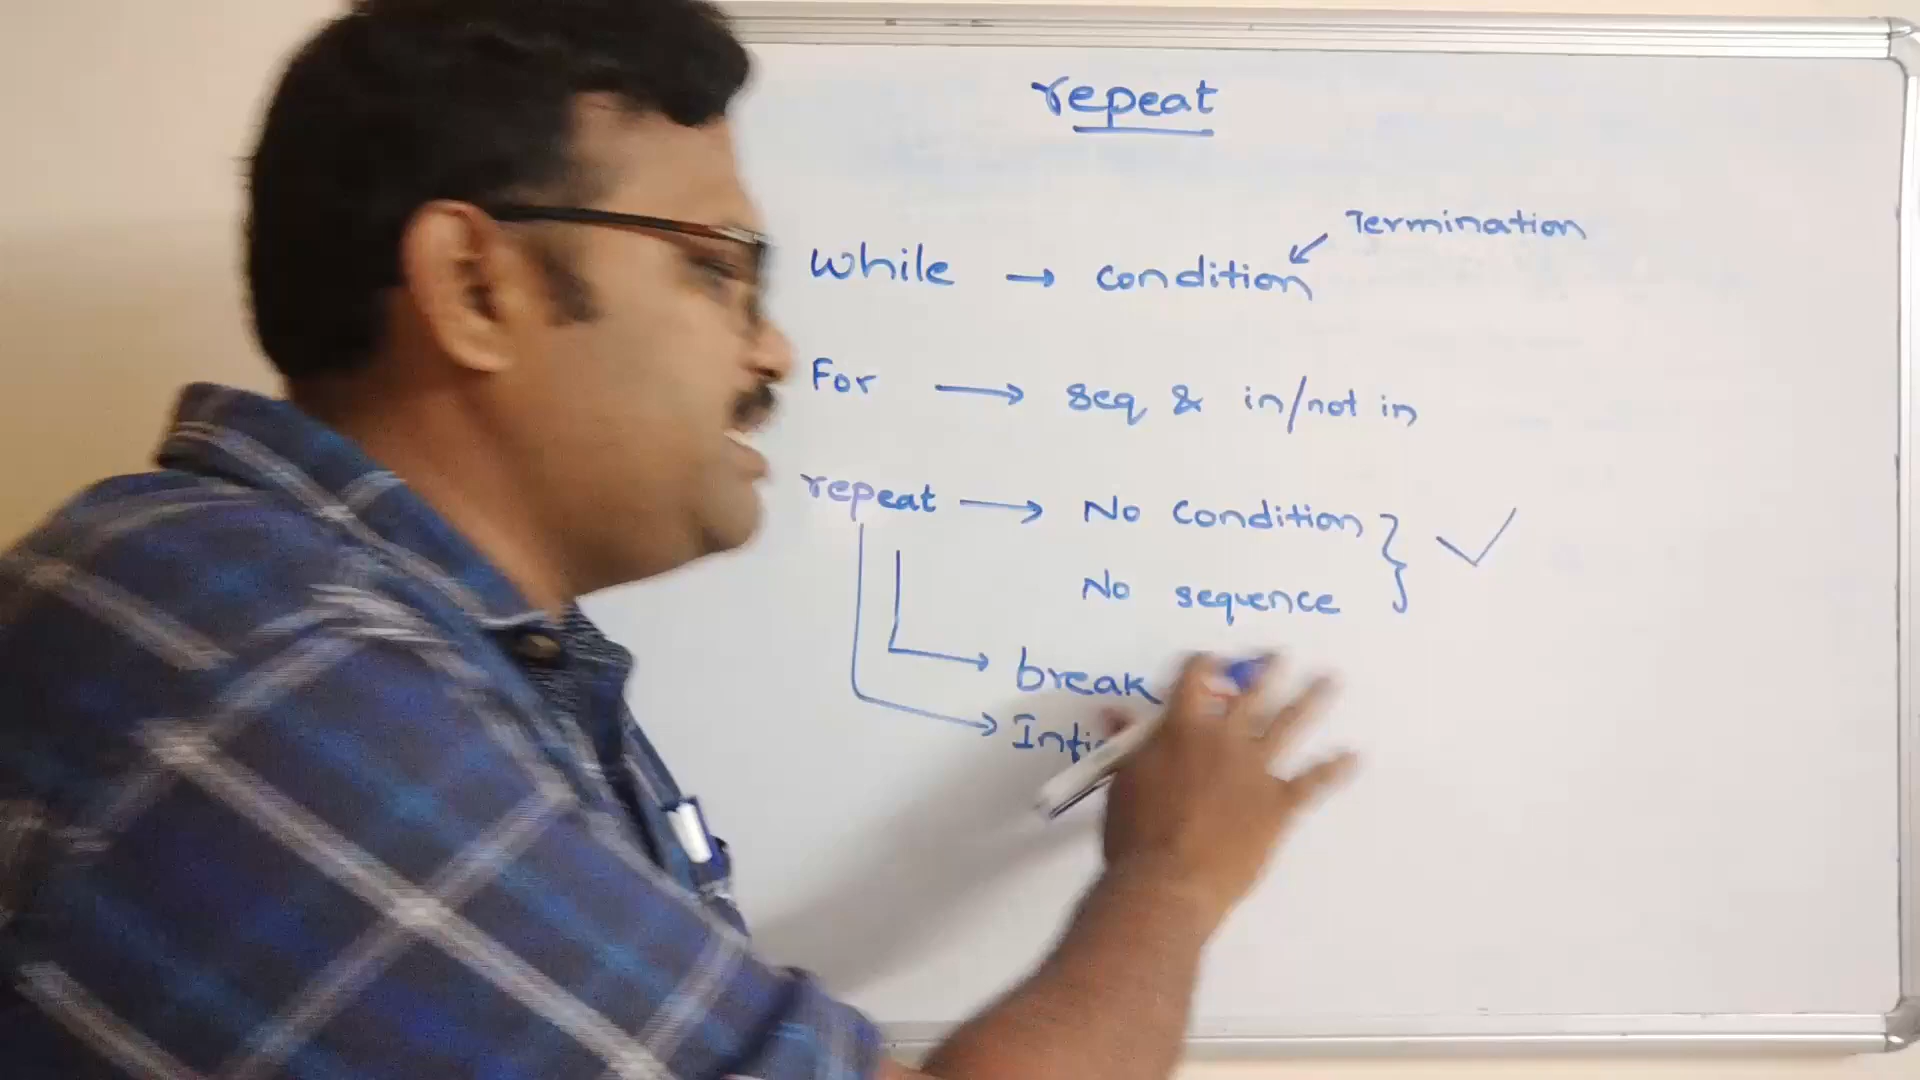 repeat
Termination
while → condition
For → seq & in/not in
repeat → No condition
No sequence
break